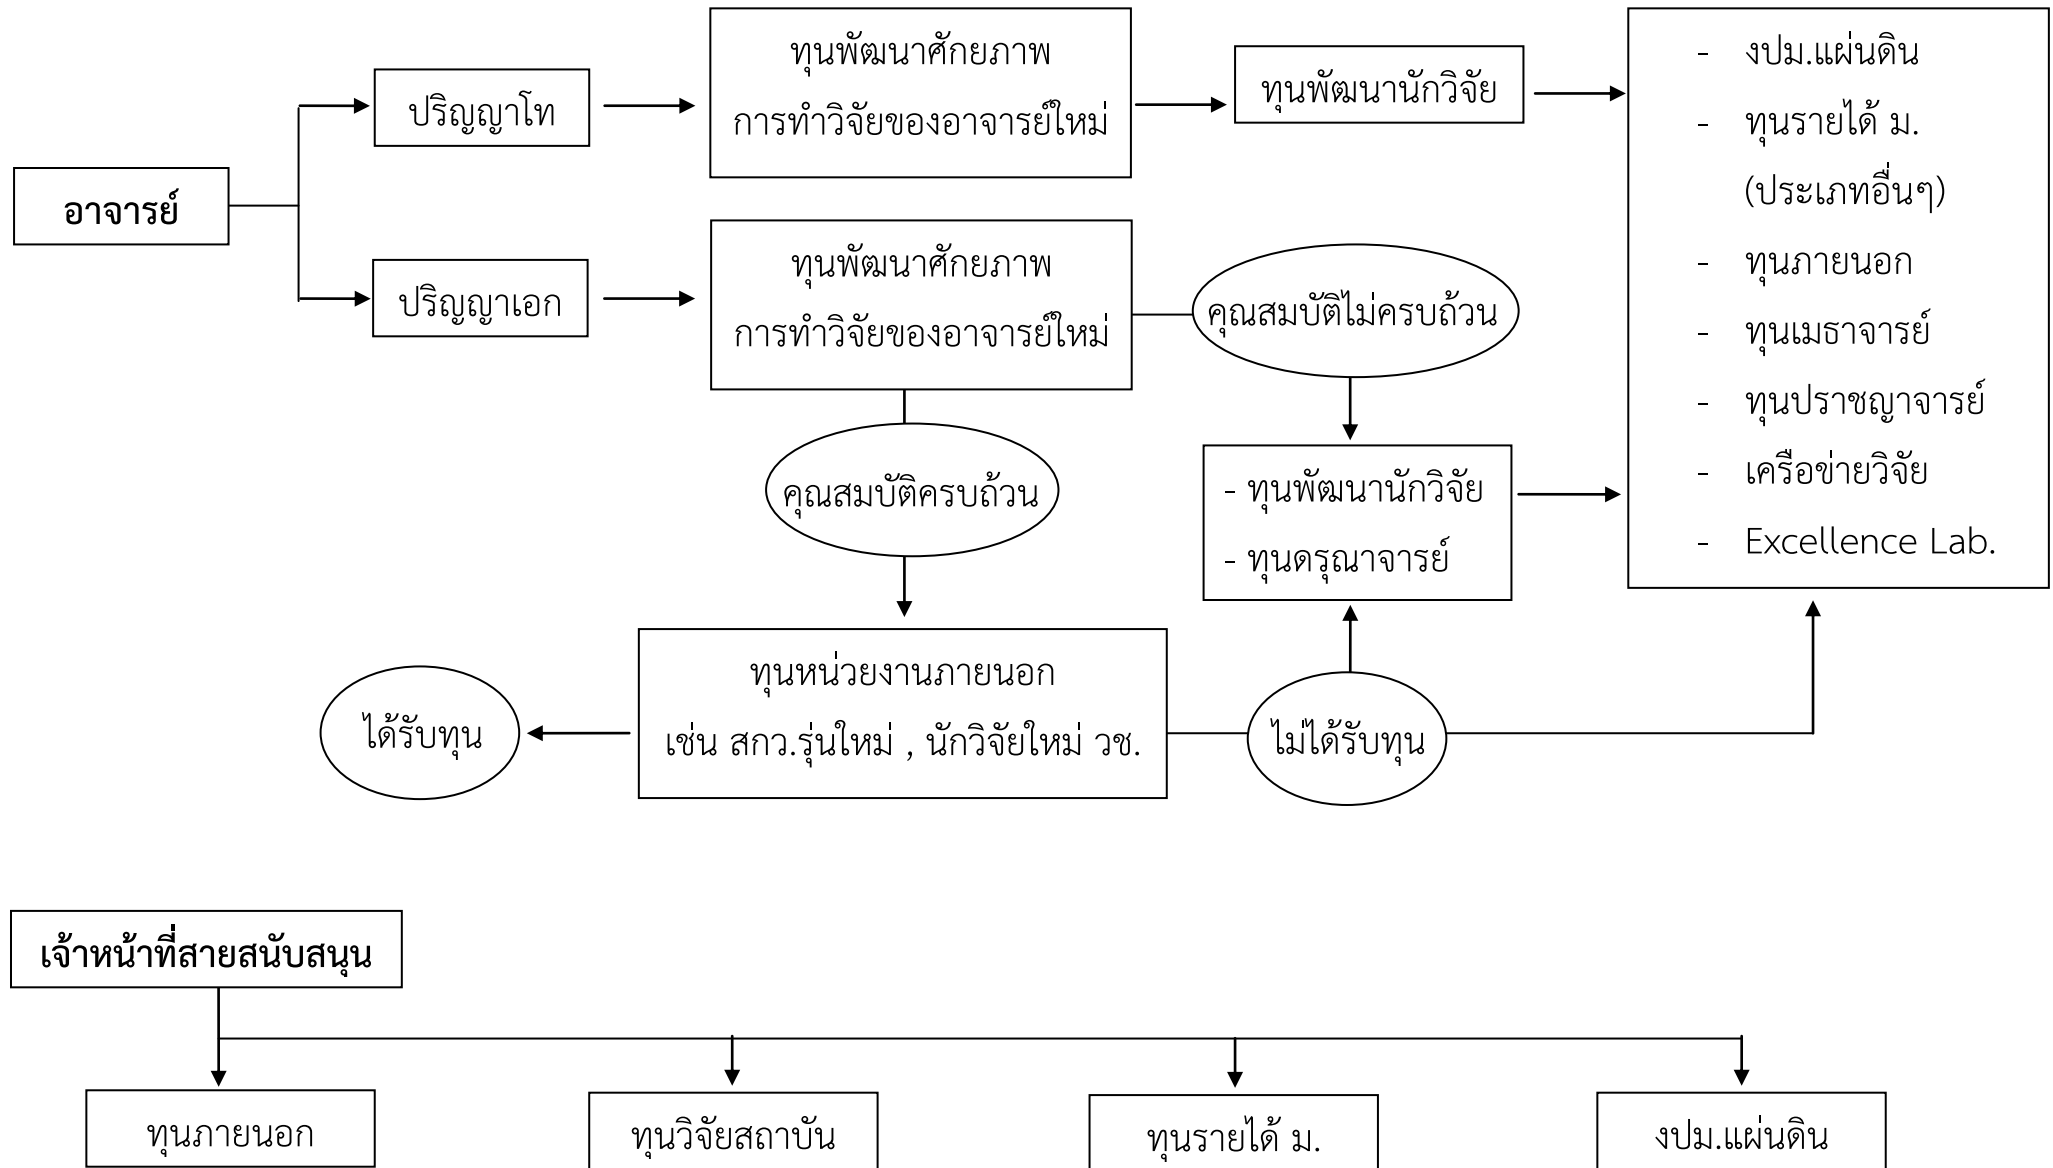 อาจารย์
ปริญญาโท
ทุนพัฒนาศักยภาพ
การทำวิจัยของอาจารย์ใหม่
ทุนพัฒนานักวิจัย
ปริญญาเอก
ทุนพัฒนาศักยภาพ
การทำวิจัยของอาจารย์ใหม่
คุณสมบัติไม่ครบถ้วน
คุณสมบัติครบถ้วน
- ทุนพัฒนานักวิจัย
- ทุนดรุณาจารย์
- งปม.แผ่นดิน
- ทุนรายได้ ม.
(ประเภทอื่นๆ)
- ทุนภายนอก
- ทุนเมธาจารย์
- ทุนปราชญาจารย์
- เครือข่ายวิจัย
- Excellence Lab.
ได้รับทุน
ทุนหน่วยงานภายนอก
เช่น สกว.รุ่นใหม่ , นักวิจัยใหม่ วช.
ไม่ได้รับทุน
เจ้าหน้าที่สายสนับสนุน
ทุนภายนอก
ทุนวิจัยสถาบัน
ทุนรายได้ ม.
งปม.แผ่นดิน